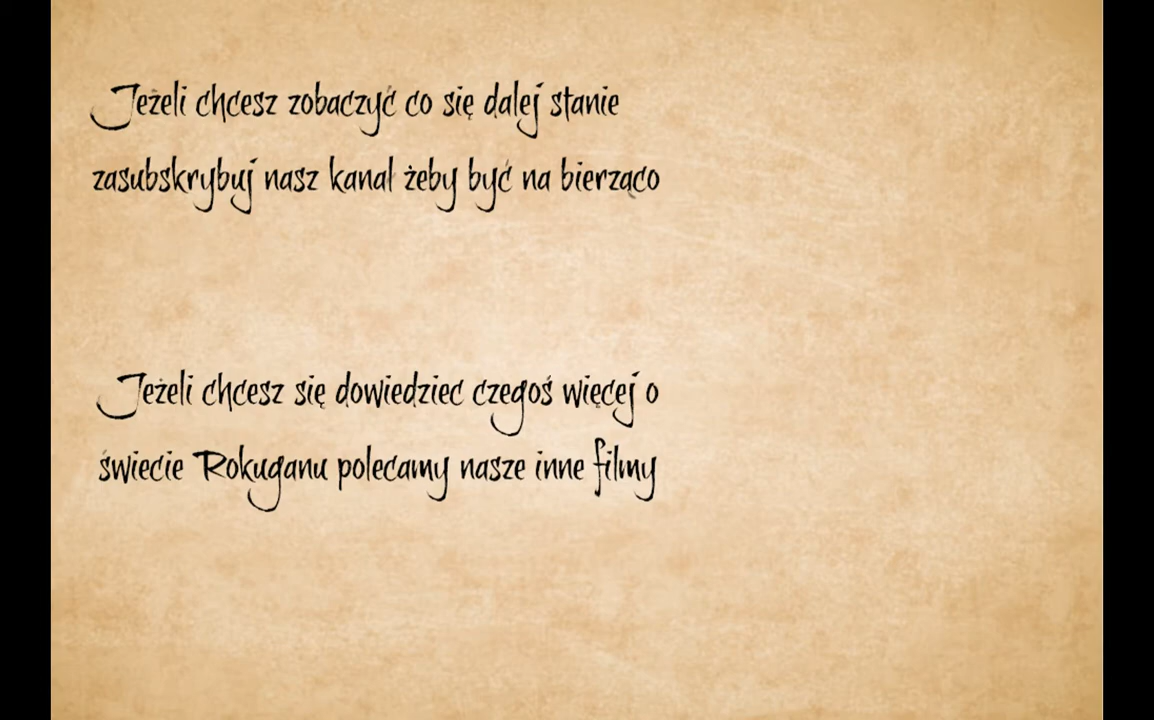 Jeżeli chcesz zobaczyć co się dalej stanie
zasubskrybuj nasz kanał żeby być na bierząco
Jeżeli chcesz się dowiedziec czegoś więcej o
świecie Rokuganu polecamy nasze inne filmy